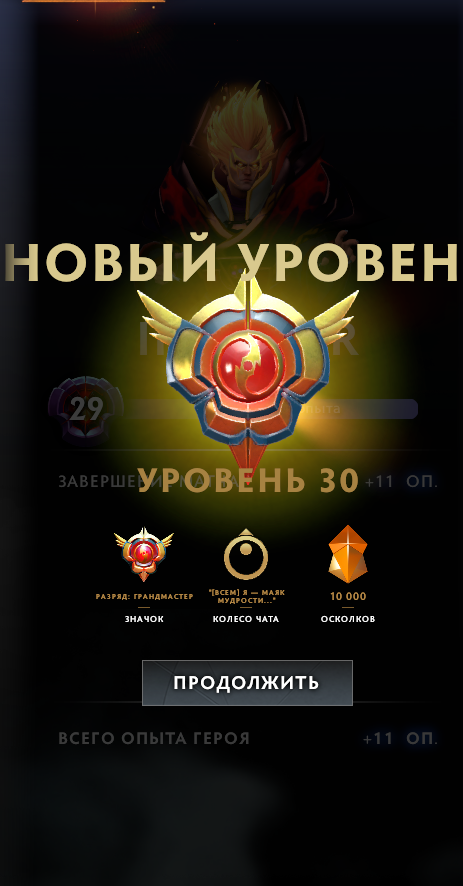 НОВЫЙ УРОВЕН
29
УРОВЕНЬ 30
+11 ОП.
РАЗРЯД: ГРАНДМАСТЕР
"[ВСЕМ] Я — МАЯК
МУДРОСТИ..."
10 000
ЗНАЧОК
КОЛЕСО ЧАТА
ОСКОЛКОВ
ПРОДОЛЖИТЬ
ВСЕГО ОПЫТА ГЕРОЯ
+11 ОП.